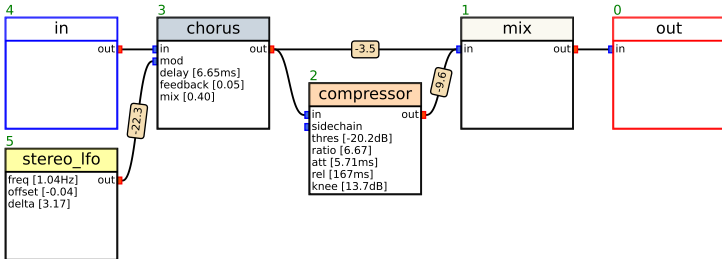 4
in
out
3
chorus
in
out
mod
delay [6.65ms]
feedback [0.05]
mix [0.40]
-3.5
1
mix
in
out
0
out
in
2
compressor
in
out
sidechain
thres [-20.2dB]
ratio [6.67]
att [5.71ms]
rel [167ms]
knee [13.7dB]
-9.6
-22.3
5
stereo_lfo
freq [1.04Hz]
out
offset [-0.04]
delta [3.17]